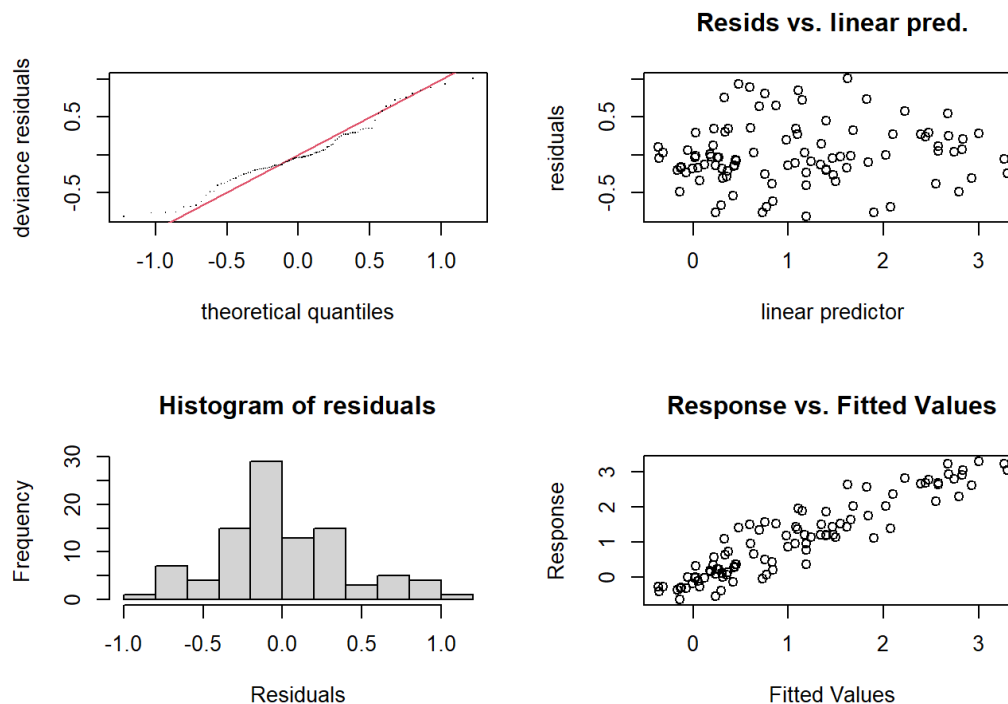 deviance residuals
-0.5
0.5
-1.0
-0.5
0.0
0.5
1.0
theoretical quantiles
Resids vs. linear pred.
residuals
-0.5
0.5
0
1
2
3
linear predictor
Histogram of residuals
Frequency
0
10
30
-1.0
-0.5
0.0
0.5
1.0
Residuals
Response vs. Fitted Values
Response
0
1
2
3
0
1
2
3
Fitted Values